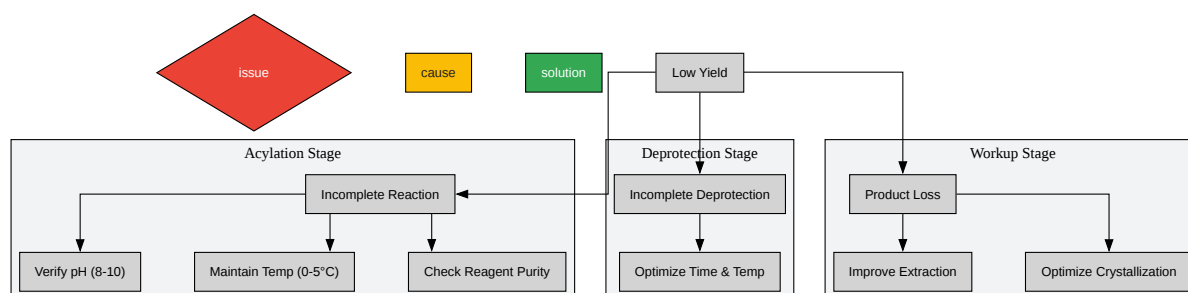 issue
cause
solution
Low Yield
Acylation Stage
Deprotection Stage
Workup Stage
Incomplete Reaction
Incomplete Deprotection
Product Loss
Verify pH (8-10)
Maintain Temp (0-5°C)
Check Reagent Purity
Optimize Time & Temp
Improve Extraction
Optimize Crystallization